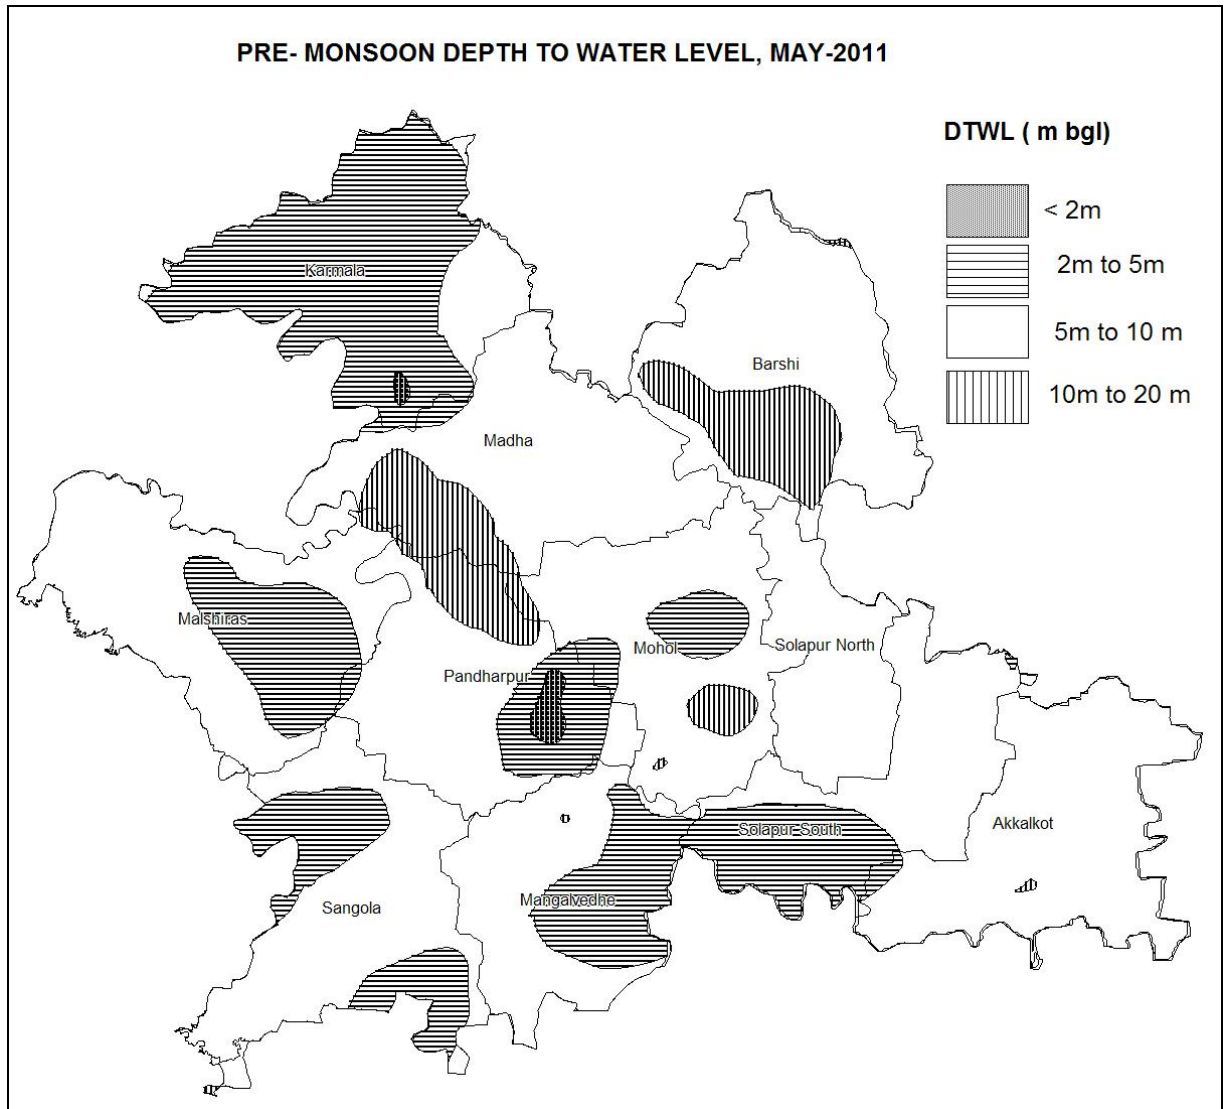 PRE- MONSOON DEPTH TO WATER LEVEL, MAY-2011
DTWL ( m bgl)
< 2m
2m to 5m
5m to 10 m
10m to 20 m
Karmala
Barshi
Madha
Malshiras
Mohol
Solapur North
Pandharpur
Akkalkot
Solapur South
Mangalvedhe
Sangola